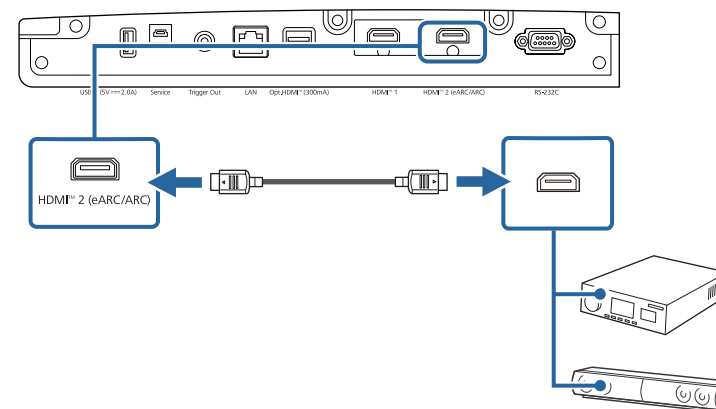 (5V⎓2.0A) Service Trigger Out LAN Opt.HDMI™ (300mA) HDMI™ 1 HDMI™ 2 (eARC/ARC) RS-232C
HDMI™ 2 (eARC/ARC)